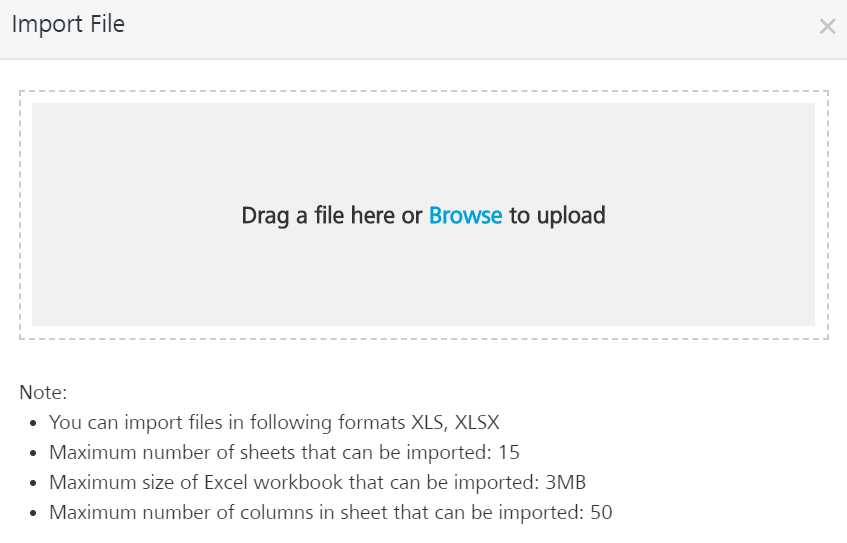 Import File
Drag a file here or Browse to upload
Note:
• You can import files in following formats XLS, XLSX
• Maximum number of sheets that can be imported: 15
• Maximum size of Excel workbook that can be imported: 3MB
• Maximum number of columns in sheet that can be imported: 50